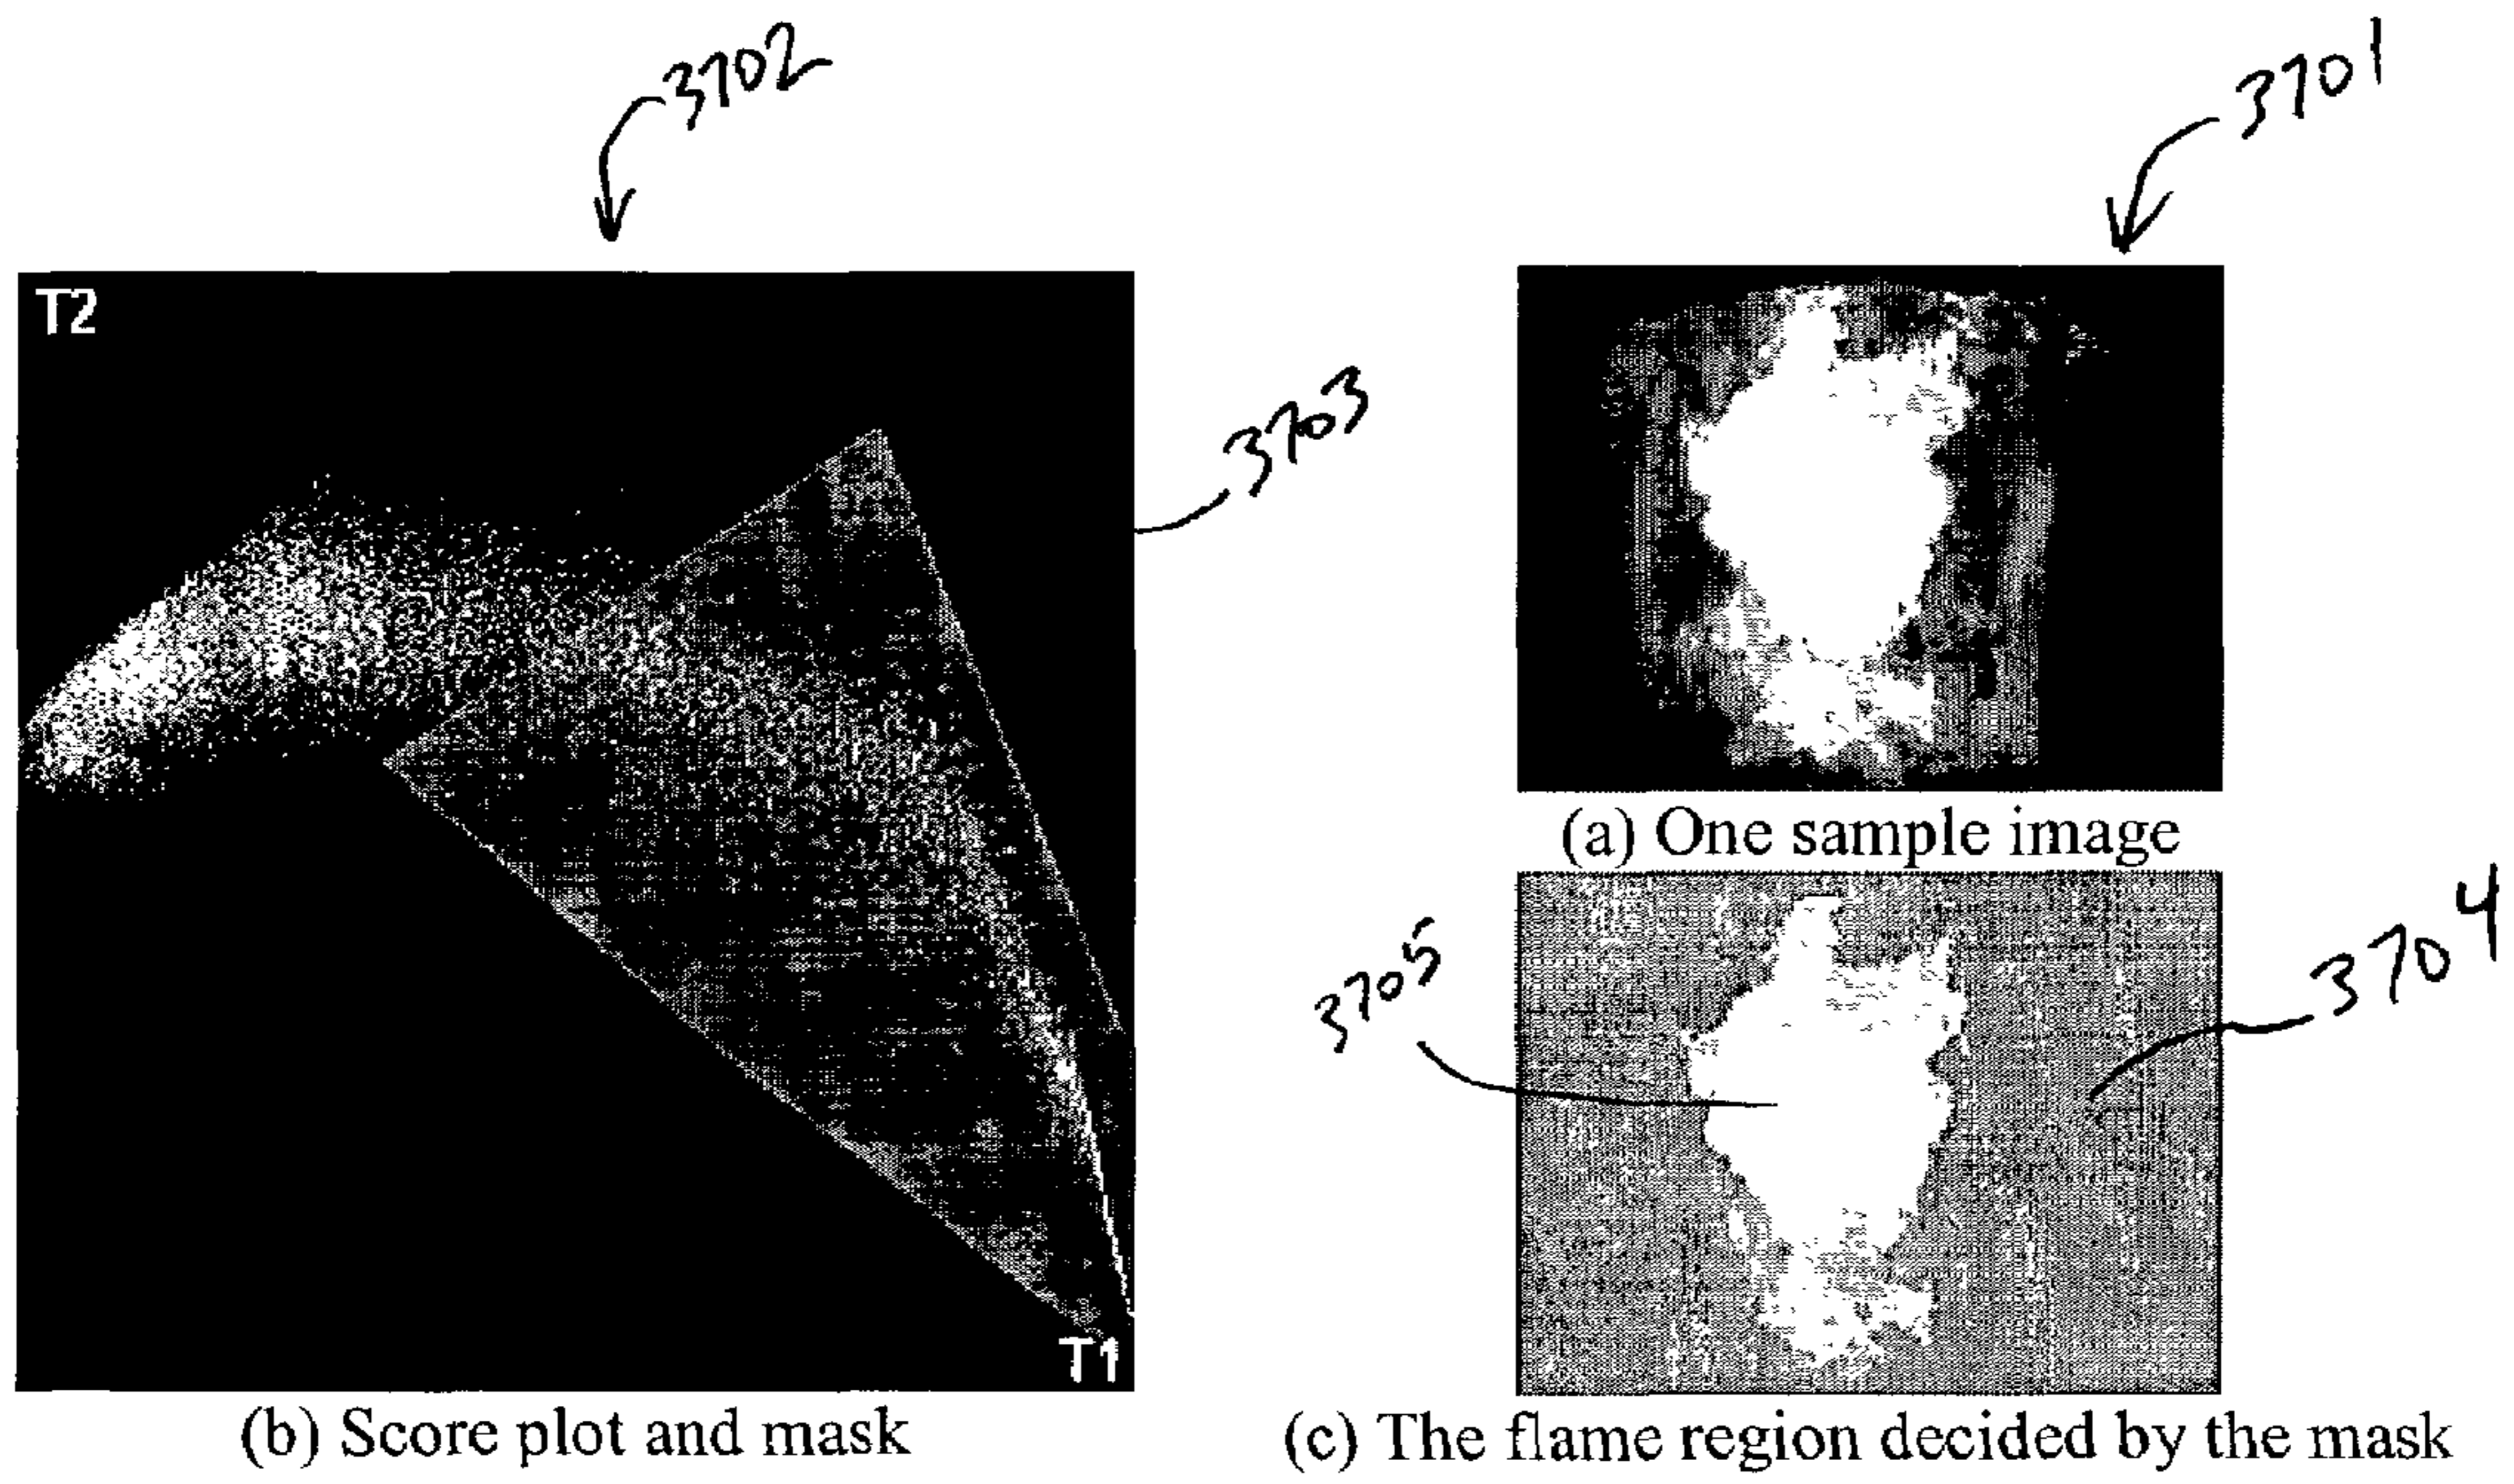 3702
3701
T2
3703
(a) One sample image
3705
3704
T1
(b) Score plot and mask
(c) The flame region decided by the mask